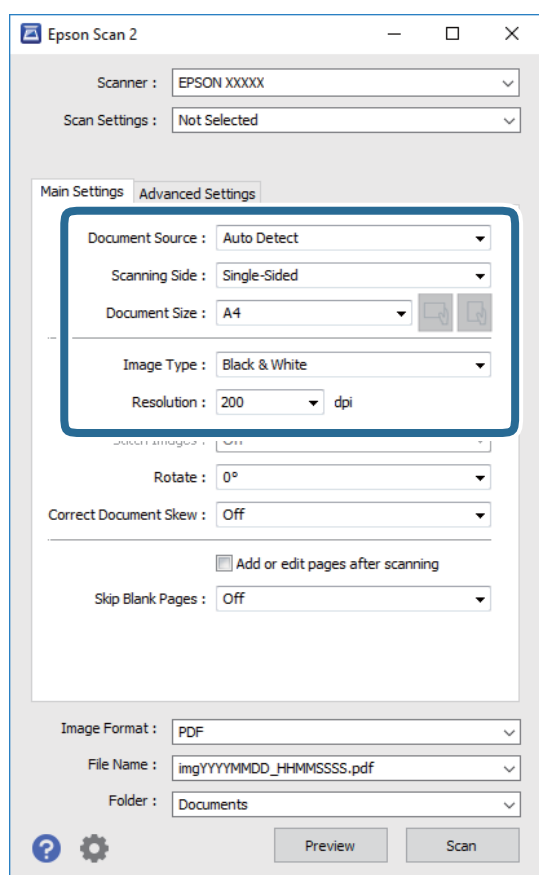 Epson Scan 2
Scanner : EPSON XXXXX
Scan Settings : Not Selected
Main Settings Advanced Settings
Document Source : Auto Detect
Scanning Side : Single-Sided
Document Size : A4
Image Type : Black & White
Resolution : 200 dpi
Stitch Images : Off
Rotate : 0°
Correct Document Skew : Off
Add or edit pages after scanning
Skip Blank Pages : Off
Image Format : PDF
File Name : imgYYYYMMDD_HHMMSSSS.pdf
Folder : Documents
? Preview Scan